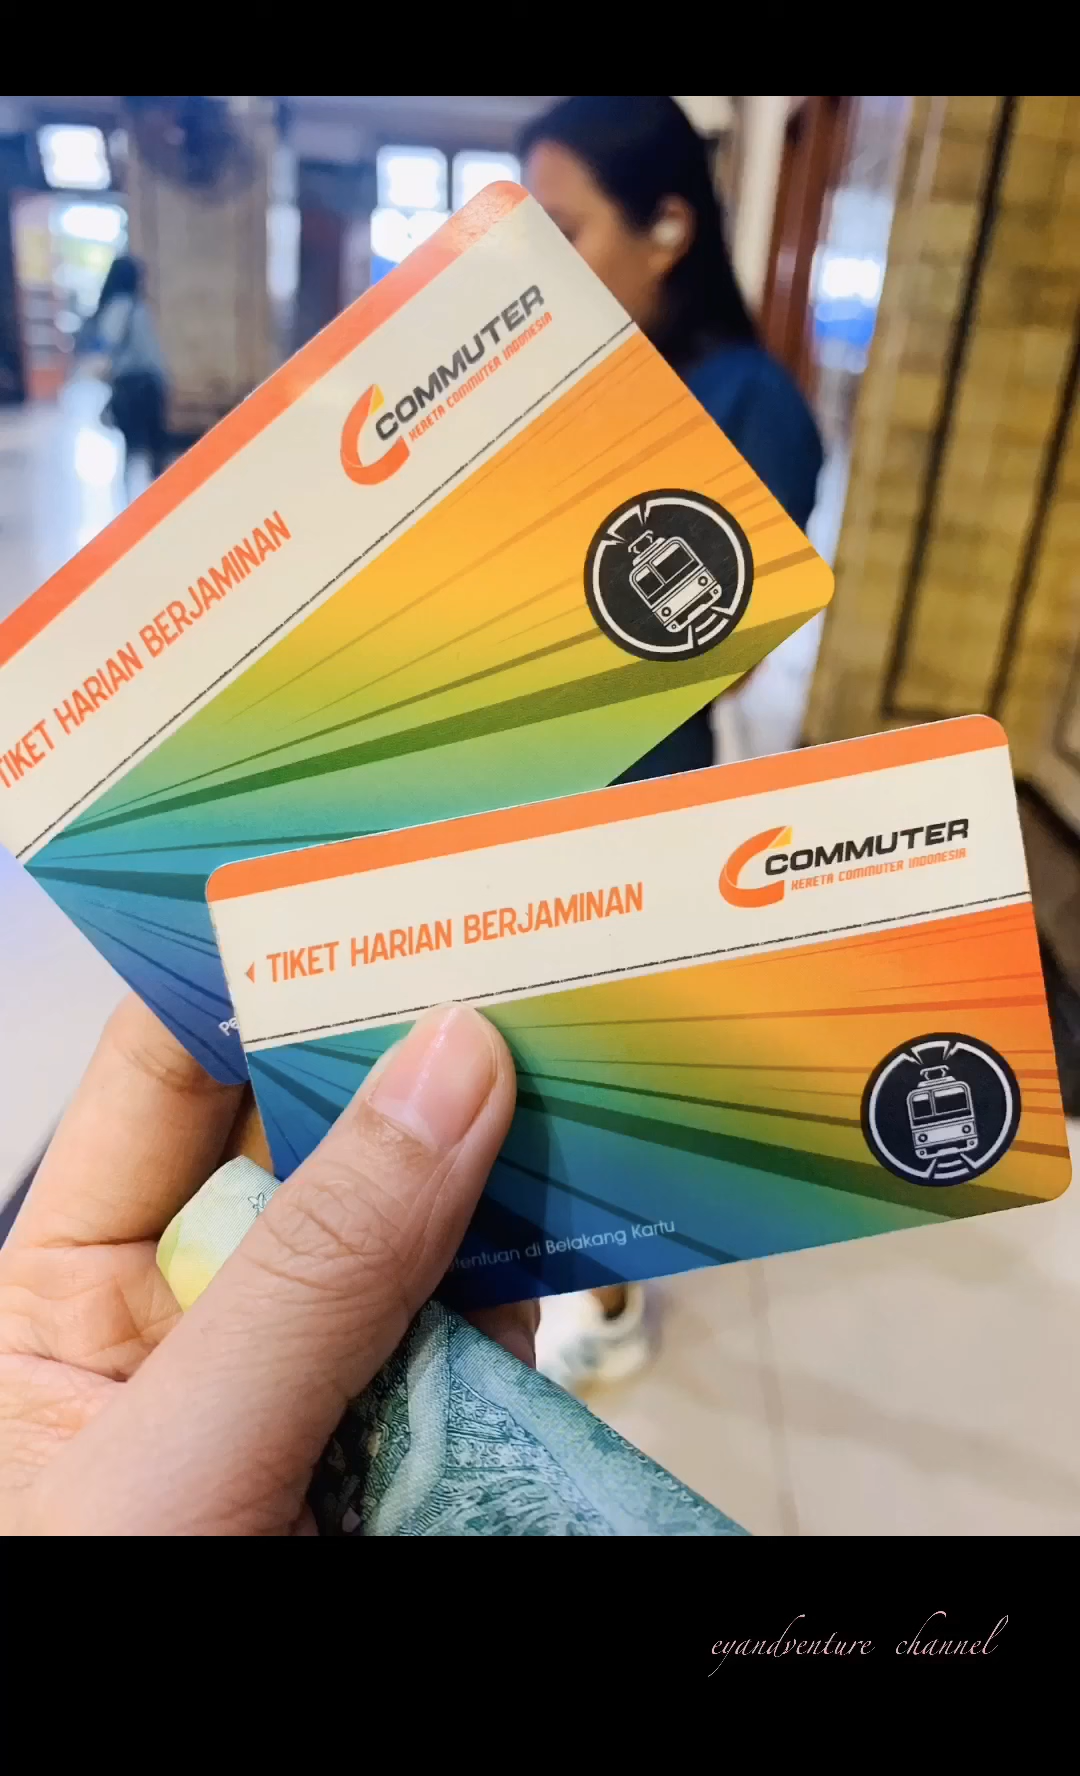 COMMUTER
KERETA COMMUTER INDONESIA
TIKET HARIAN BERJAMINAN
COMMUTER
KERETA COMMUTER INDONESIA
TIKET HARIAN BERJAMINAN
di Belakang Kartu
eyandventure channel